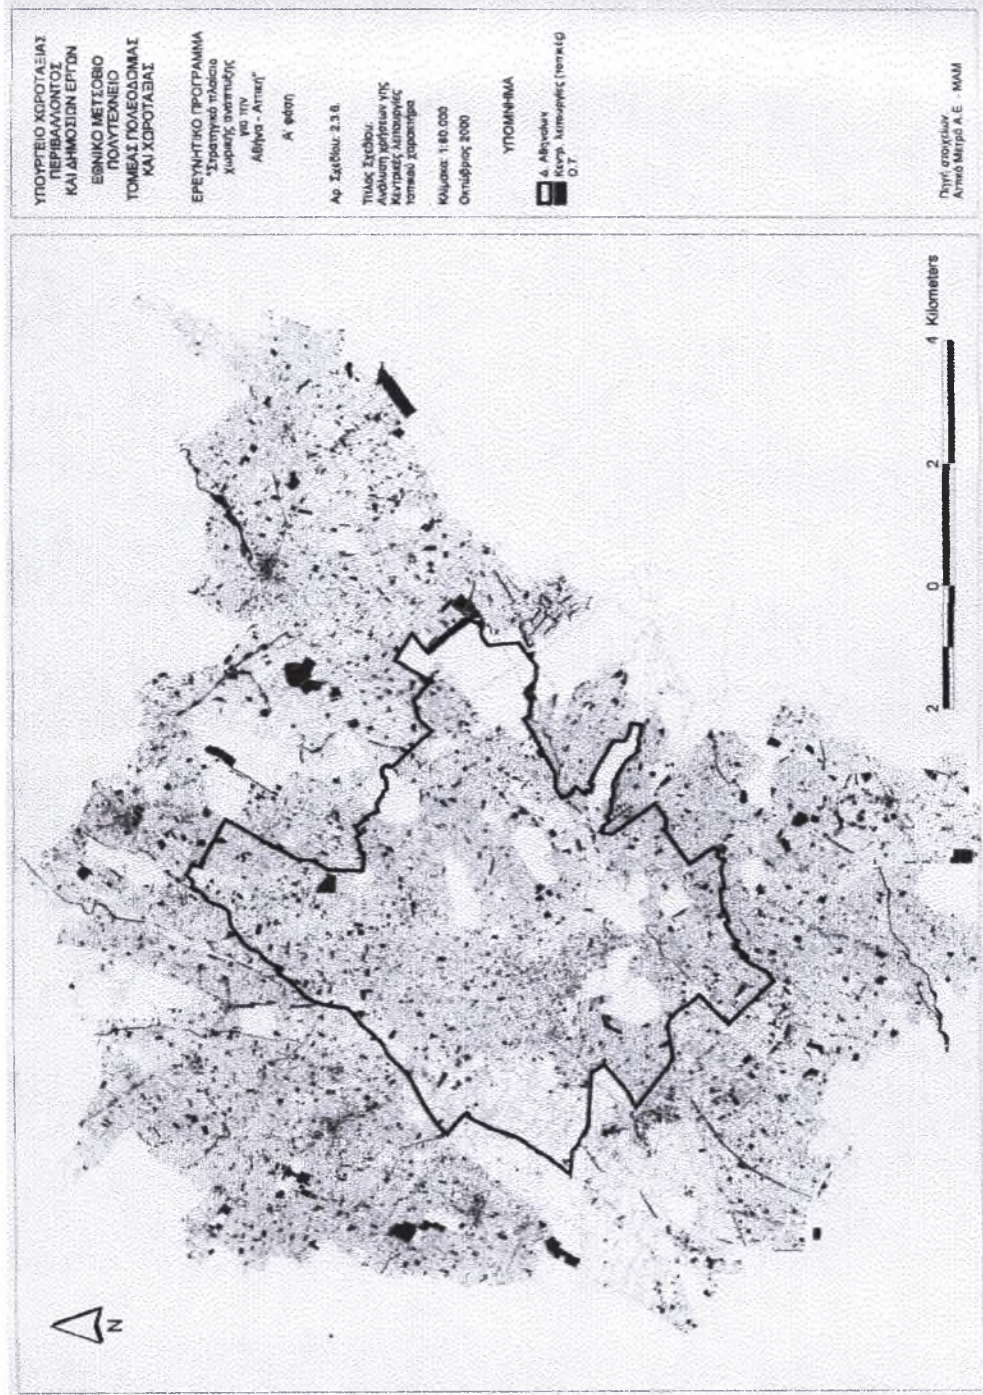 ΥΠΟΥΡΓΕΙΟ ΧΩΡΟΤΑΞΙΑΣ
ΠΕΡΙΒΑΛΛΟΝΤΟΣ
ΚΑΙ ΔΗΜΟΣΙΩΝ ΕΡΓΩΝ
ΕΘΝΙΚΟ ΜΕΤΣΟΒΙΟ
ΠΟΛΥΤΕΧΝΕΙΟ
ΤΟΜΕΑΣ ΠΟΛΕΟΔΟΜΙΑΣ
ΚΑΙ ΧΩΡΟΤΑΞΙΑΣ
ΕΡΕΥΝΗΤΙΚΟ ΠΡΟΓΡΑΜΜΑ
"Στρατηγικό πλαίσιο
χωρικής ανάπτυξης
για την
Αθήνα - Αττική"
Α' φάση
Αρ. Σχεδίου: 2.3.6.
Τίτλος Σχεδίου:
Ανάλυση χρήσεων γης
Κεντρικές λειτουργίες
τοπικού χαρακτήρα
Κλίμακα: 1:80.000
Οκτώβριος 2000
ΥΠΟΜΝΗΜΑ
Δ. Αθηναίων
Κεντρ. λειτουργίες (τοπικές)
Ο.Τ.
Πηγή στοιχείων:
Αττικό Μετρό Α.Ε. - ΜΑΜ
N
2 0 2 4 Kilometers